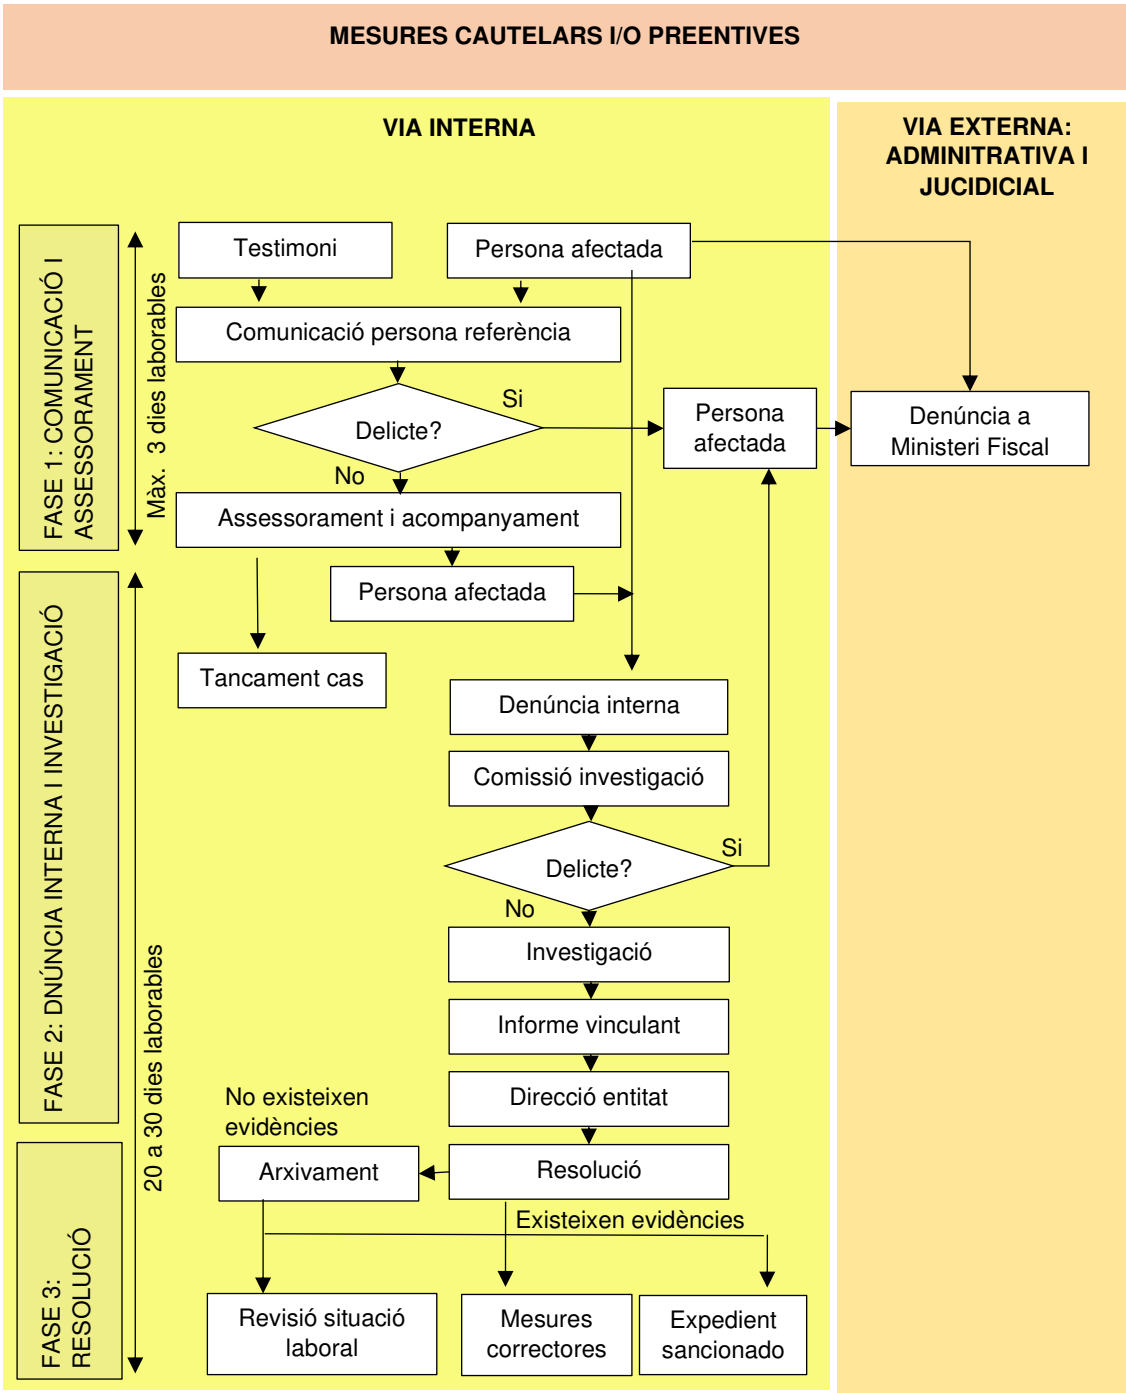 MESURES CAUTELARS I/O PREENTIVES
VIA INTERNA
VIA EXTERNA:
ADMINITRATIVA I
JUCIDICIAL
FASE 1: COMUNICACIÓ I
ASSESSORAMENT
Màx. 3 dies laborables
Testimoni
Persona afectada
Comunicació persona referència
Delicte?
Si
No
Persona
afectada
Denúncia a
Ministeri Fiscal
Assessorament i acompanyament
Persona afectada
Tancament cas
FASE 2: DNÚNCIA INTERNA I INVESTIGACIÓ
20 a 30 dies laborables
Denúncia interna
Comissió investigació
Delicte?
Si
No
Investigació
Informe vinculant
Direcció entitat
No existeixen
evidències
Arxivament
Resolució
Existeixen evidències
FASE 3:
RESOLUCIÓ
Revisió situació
laboral
Mesures
correctores
Expedient
sancionado